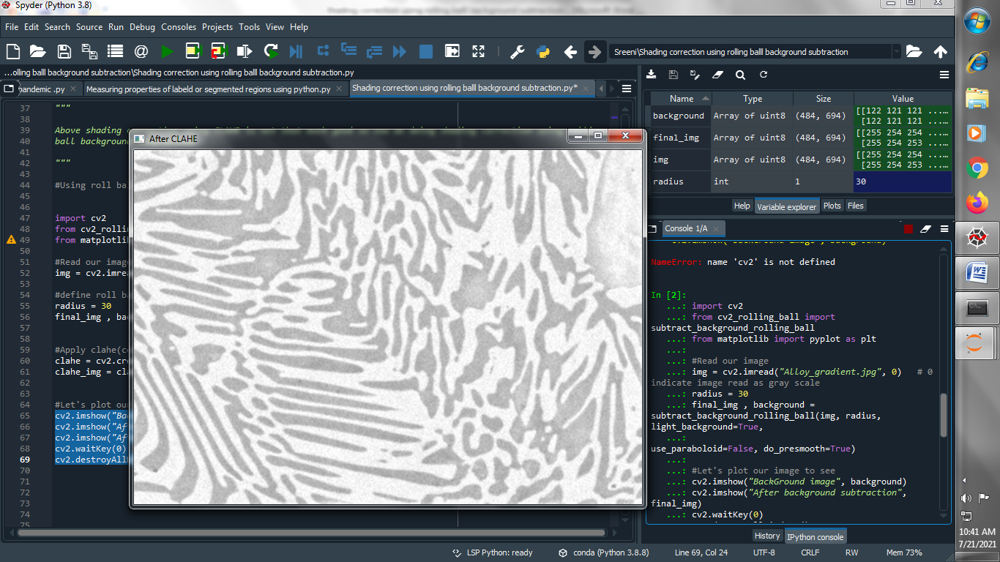 Spyder (Python 3.8)
File Edit Search Source Run Debug Consoles Projects Tools View Help
Sreeni\Shading correction using rolling balll background subtraction
...olling balll background subtraction\Shading correction using rolling balll background subtraction.py
pandemic .py
Measuring properties of labeld or segmented regions using python.py
Shading correction using rolling balll background subtraction.py*
37 """
38
39 Above shading
40 ball background
41
42 """
43
44 #Using roll
45
46
47 import cv2
48 from cv2_rolling
49 from matplotlib
50
51 #Read our image
52 img = cv2.imrea
53
54 #define roll ba
55 radius = 30
56 final_img , bac
57
58
59 #Apply clahe(co
60 clahe = cv2.cre
61 clahe_img = cla
62
63
64 #Let's plot our
65 cv2.imshow("Bac
66 cv2.imshow("Aft
67 cv2.imshow("Aft
68 cv2.waitKey(0)
69 cv2.destroyAllW
70
71
72
73
74
75
After CLAHE
Name Type Size Value
background Array of uint8 (484, 694) [[122 121 121 ...…
[122 121 121 ...…
final_img Array of uint8 (484, 694) [[255 254 254 ...…
[255 254 253 ...…
img Array of uint8 (484, 694) [[255 254 254 ...…
[255 254 253 ...…
radius int 1 30
Help Variable explorer Plots Files
Console 1/A
NameError: name 'cv2' is not defined
In [2]:
...: import cv2
...: from cv2_rolling_ball import
subtract_background_rolling_ball
...: from matplotlib import pyplot as plt
...:
...: #Read our image
...: img = cv2.imread("Alloy_gradient.jpg", 0) # 0
indicate image read as gray scale
...: radius = 30
...: final_img , background =
subtract_background_rolling_ball(img, radius,
light_background=True,
...:
use_paraboloid=False, do_presmooth=True)
...:
...: #Let's plot our image to see
...: cv2.imshow("BackGround image", background)
...: cv2.imshow("After background subtraction",
final_img)
...: cv2.waitKey(0)
History IPython console
LSP Python: ready conda (Python 3.8.8) Line 69, Col 24 UTF-8 CRLF RW Mem 73%
10:41 AM
7/21/2021